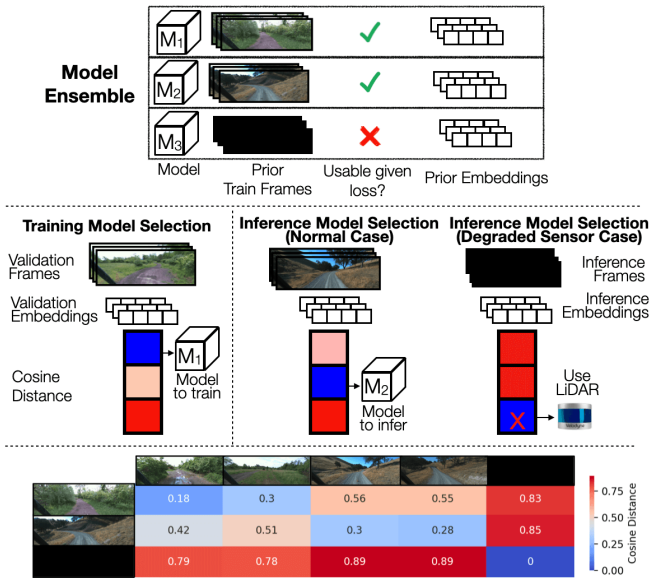 Model
Ensemble
M1
M2
M3
Model
Prior
Train Frames
Usable given
loss?
Prior Embeddings
Training Model Selection
Validation
Frames
Validation
Embeddings
Cosine
Distance
M1
Model
to train
Inference Model Selection
(Normal Case)
M2
Model
to infer
Inference Model Selection
(Degraded Sensor Case)
Inference
Frames
Inference
Embeddings
X
Use
LiDAR
0.18 0.3 0.56 0.55 0.83
0.42 0.51 0.3 0.28 0.85
0.79 0.78 0.89 0.89 0
0.75
0.50
0.25
0.00
Cosine Distance